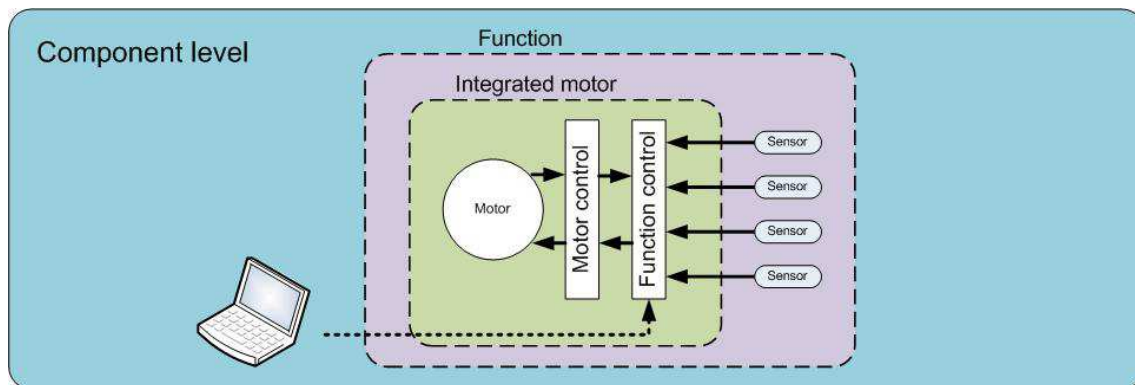 Component level
Function
Integrated motor
Motor
Motor control
Function control
Sensor
Sensor
Sensor
Sensor